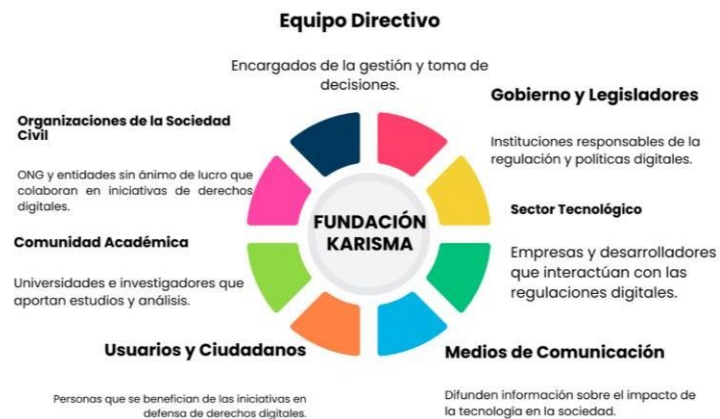 Equipo Directivo
Encargados de la gestión y toma de
decisiones.
Gobierno y Legisladores
Instituciones responsables de la
regulación y políticas digitales.
Organizaciones de la Sociedad
Civil
ONG y entidades sin ánimo de lucro que
colaboran en iniciativas de derechos
digitales.
Sector Tecnológico
Empresas y desarrolladores
que interactúan con las
regulaciones digitales.
FUNDACIÓN
KARISMA
Comunidad Académica
Universidades e investigadores que
aportan estudios y análisis.
Usuarios y Ciudadanos
Personas que se benefician de las iniciativas en
defensa de derechos digitales.
Medios de Comunicación
Difunden información sobre el impacto de
la tecnología en la sociedad.